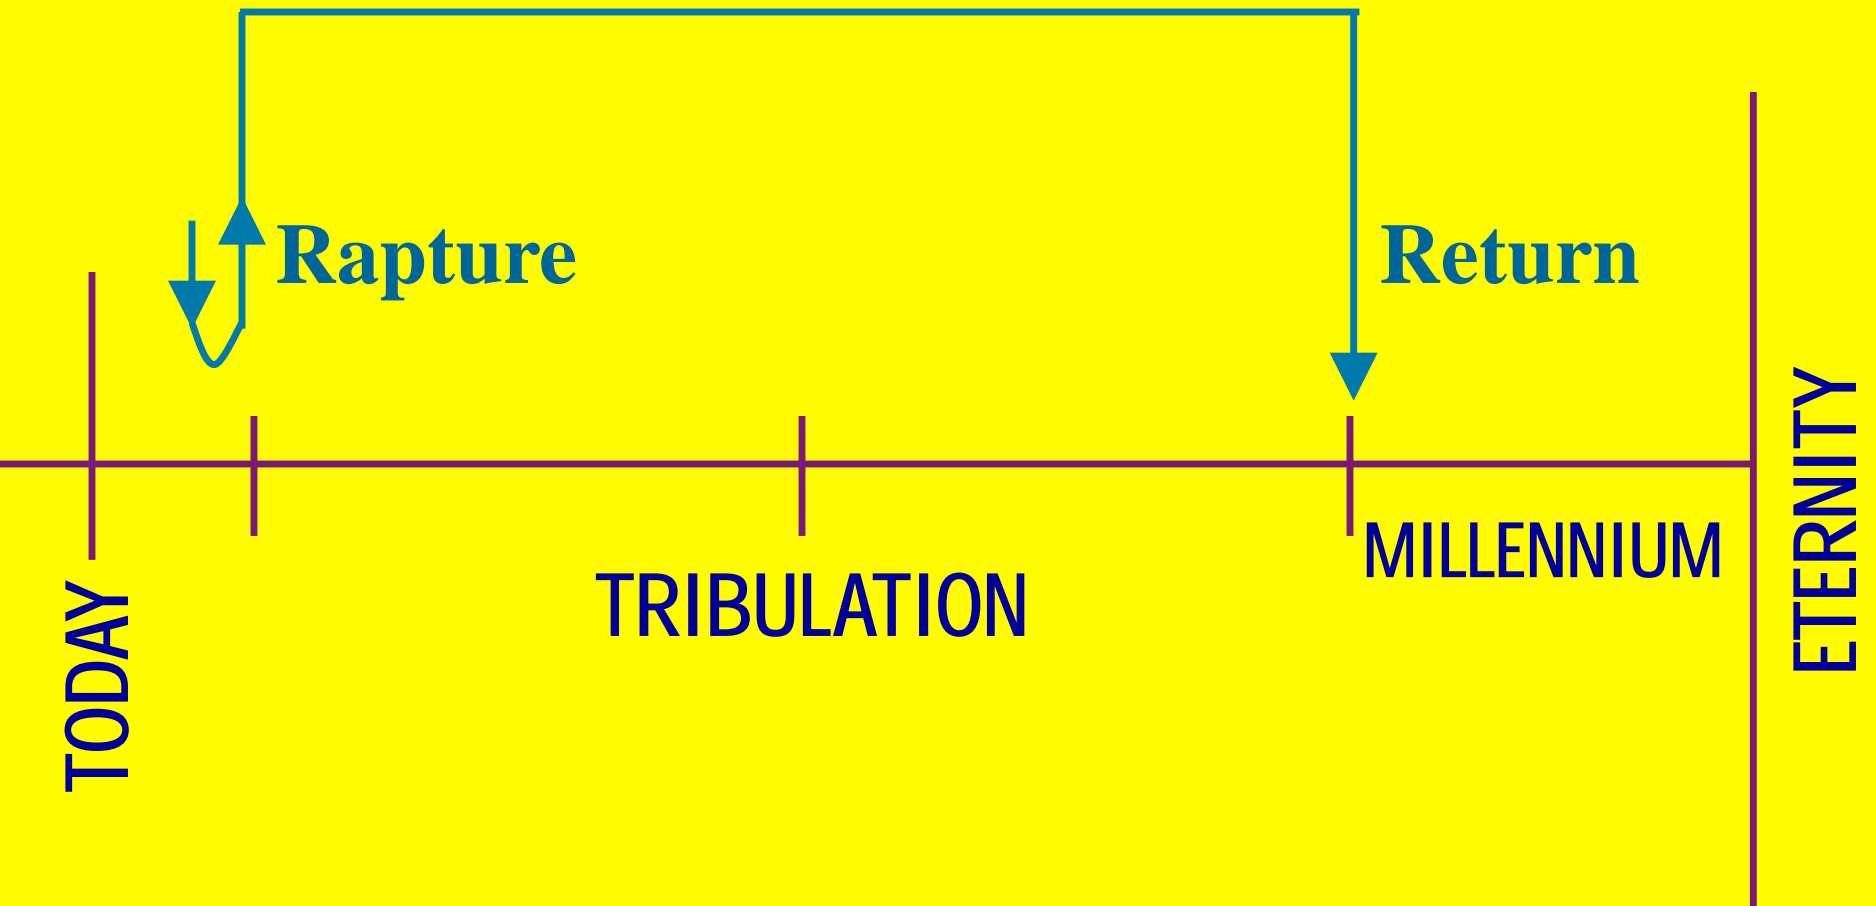 Rapture
Return
TODAY
TRIBULATION
MILLENNIUM
ETERNITY